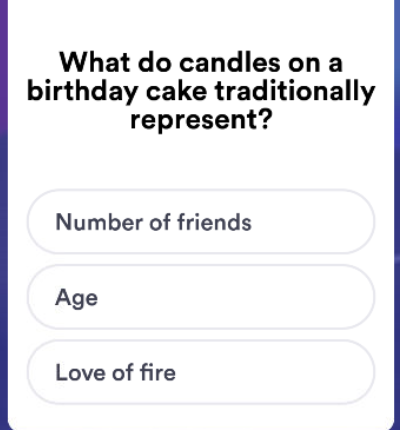 What do candles on a
birthday cake traditionally
represent?
Number of friends
Age
Love of fire